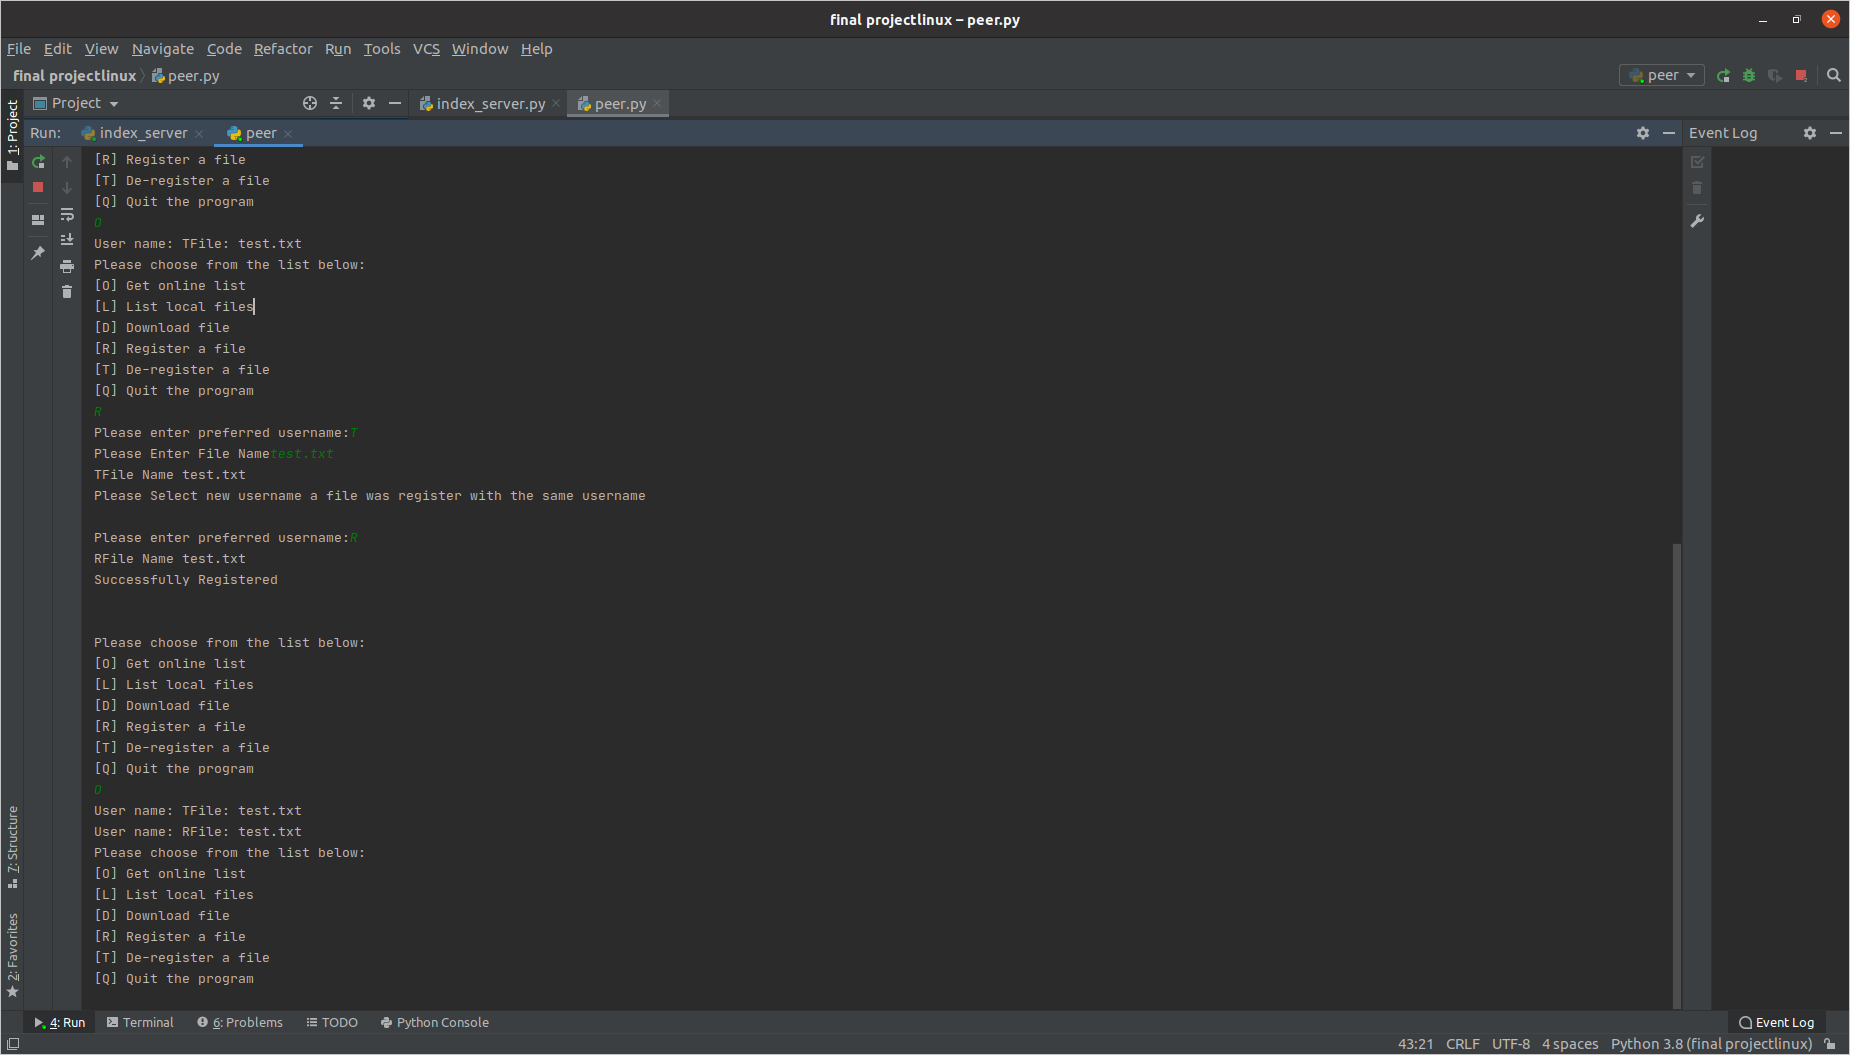 final projectlinux – peer.py
File Edit View Navigate Code Refactor Run Tools VCS Window Help
final projectlinux peer.py peer
Project index_server.py peer.py
1: Project
Run: index_server peer Event Log
[R] Register a file
[T] De-register a file
[Q] Quit the program
O
User name: TFile: test.txt
Please choose from the list below:
[O] Get online list
[L] List local files
[D] Download file
[R] Register a file
[T] De-register a file
[Q] Quit the program
R
Please enter preferred username:T
Please Enter File Nametest.txt
TFile Name test.txt
Please Select new username a file was register with the same username
Please enter preferred username:R
RFile Name test.txt
Successfully Registered
Please choose from the list below:
[O] Get online list
[L] List local files
[D] Download file
[R] Register a file
[T] De-register a file
[Q] Quit the program
O
User name: TFile: test.txt
User name: RFile: test.txt
Please choose from the list below:
[O] Get online list
[L] List local files
[D] Download file
[R] Register a file
[T] De-register a file
[Q] Quit the program
7: Structure
2: Favorites
4: Run Terminal 6: Problems TODO Python Console Event Log
43:21 CRLF UTF-8 4 spaces Python 3.8 (final projectlinux)